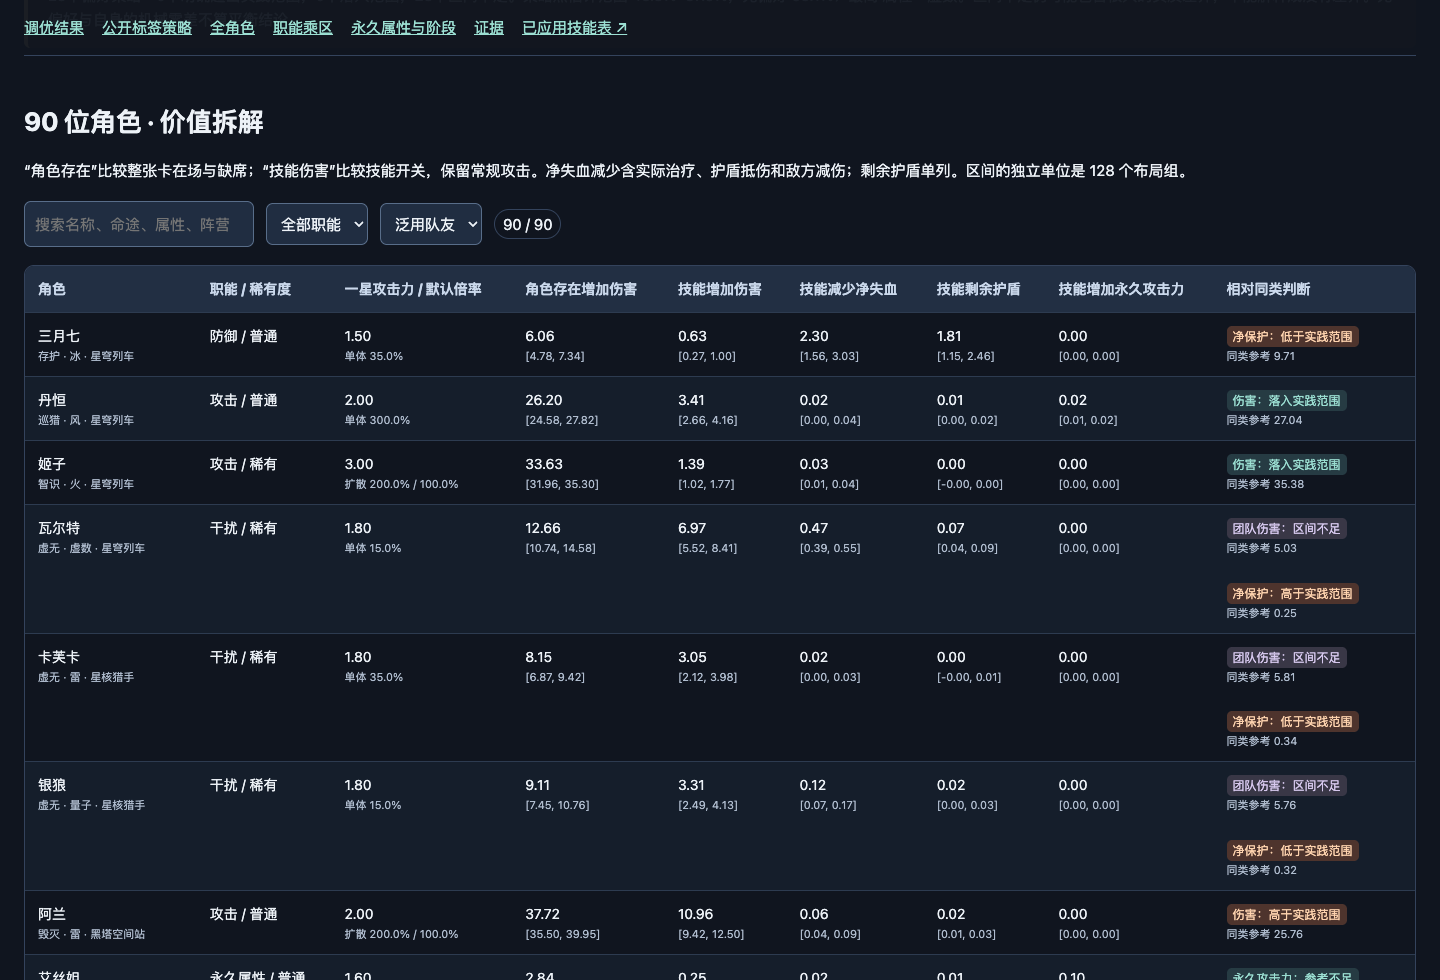 调优结果 公开标签策略 全角色 职能乘区 永久属性与阶段 证据 已应用技能表 ↗
90 位角色 · 价值拆解
“角色存在”比较整张卡在场与缺席；“技能伤害”比较技能开关，保留常规攻击。净失血减少含实际治疗、护盾抵伤和敌方减伤；剩余护盾单列。区间的独立单位是 128 个布局组。
搜索名称、命途、属性、阵营 全部职能 泛用队友 90 / 90
角色 职能 / 稀有度 一星攻击力 / 默认倍率 角色存在增加伤害 技能增加伤害 技能减少净失血 技能剩余护盾 技能增加永久攻击力 相对同类判断
三月七 防御 / 普通 1.50 6.06 0.63 2.30 1.81 0.00 净保护：低于实践范围
存护 · 冰 · 星穹列车 单体 35.0% [4.78, 7.34] [0.27, 1.00] [1.56, 3.03] [1.15, 2.46] [0.00, 0.00] 同类参考 9.71
丹恒 攻击 / 普通 2.00 26.20 3.41 0.02 0.01 0.02 伤害：落入实践范围
巡猎 · 风 · 星穹列车 单体 300.0% [24.58, 27.82] [2.66, 4.16] [0.00, 0.04] [0.00, 0.02] [0.01, 0.02] 同类参考 27.04
姬子 攻击 / 稀有 3.00 33.63 1.39 0.03 0.00 0.00 伤害：落入实践范围
智识 · 火 · 星穹列车 扩散 200.0% / 100.0% [31.96, 35.30] [1.02, 1.77] [0.01, 0.04] [-0.00, 0.00] [0.00, 0.00] 同类参考 35.38
瓦尔特 干扰 / 稀有 1.80 12.66 6.97 0.47 0.07 0.00 团队伤害：区间不足
虚无 · 虚数 · 星穹列车 单体 15.0% [10.74, 14.58] [5.52, 8.41] [0.39, 0.55] [0.04, 0.09] [0.00, 0.00] 同类参考 5.03
净保护：高于实践范围
同类参考 0.25
卡芙卡 干扰 / 稀有 1.80 8.15 3.05 0.02 0.00 0.00 团队伤害：区间不足
虚无 · 雷 · 星核猎手 单体 35.0% [6.87, 9.42] [2.12, 3.98] [0.00, 0.03] [-0.00, 0.01] [0.00, 0.00] 同类参考 5.81
净保护：低于实践范围
同类参考 0.34
银狼 干扰 / 稀有 1.80 9.11 3.31 0.12 0.02 0.00 团队伤害：区间不足
虚无 · 量子 · 星核猎手 单体 15.0% [7.45, 10.76] [2.49, 4.13] [0.07, 0.17] [0.00, 0.03] [0.00, 0.00] 同类参考 5.76
净保护：低于实践范围
同类参考 0.32
阿兰 攻击 / 普通 2.00 37.72 10.96 0.06 0.02 0.00 伤害：高于实践范围
毁灭 · 雷 · 黑塔空间站 扩散 200.0% / 100.0% [35.50, 39.95] [9.42, 12.50] [0.04, 0.09] [0.01, 0.03] [0.00, 0.00] 同类参考 25.76
艾丝妲 永久属性 / 普通 1.60 2.84 0.25 0.02 0.01 0.10 永久攻击力：参考不足